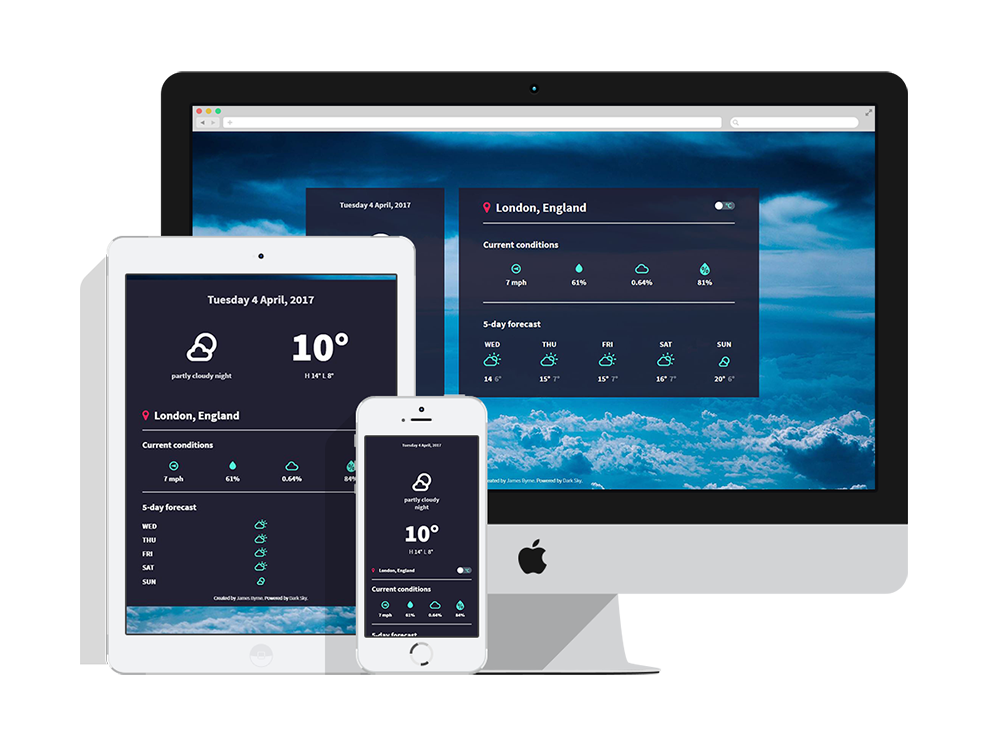 Tuesday 4 April, 2017
London, England
°C
Current conditions
7 mph 61% 0.64% 81%
5-day forecast
WED THU FRI SAT SUN
14 6° 15° 7° 15° 7° 16° 7° 20° 6°
created by James Byrne. Powered by Dark Sky.
Tuesday 4 April, 2017
partly cloudy night
10°
H 14° L 8°
London, England
Current conditions
7 mph 61% 0.64% 84%
5-day forecast
WED
THU
FRI
SAT
SUN
Created by James Byrne. Powered by Dark Sky.
Tuesday 4 April, 2017
partly cloudy
night
10°
H 14° L 8°
London, England
°C
Current conditions
7 mph 61% 0.64% 84%
5-day forecast